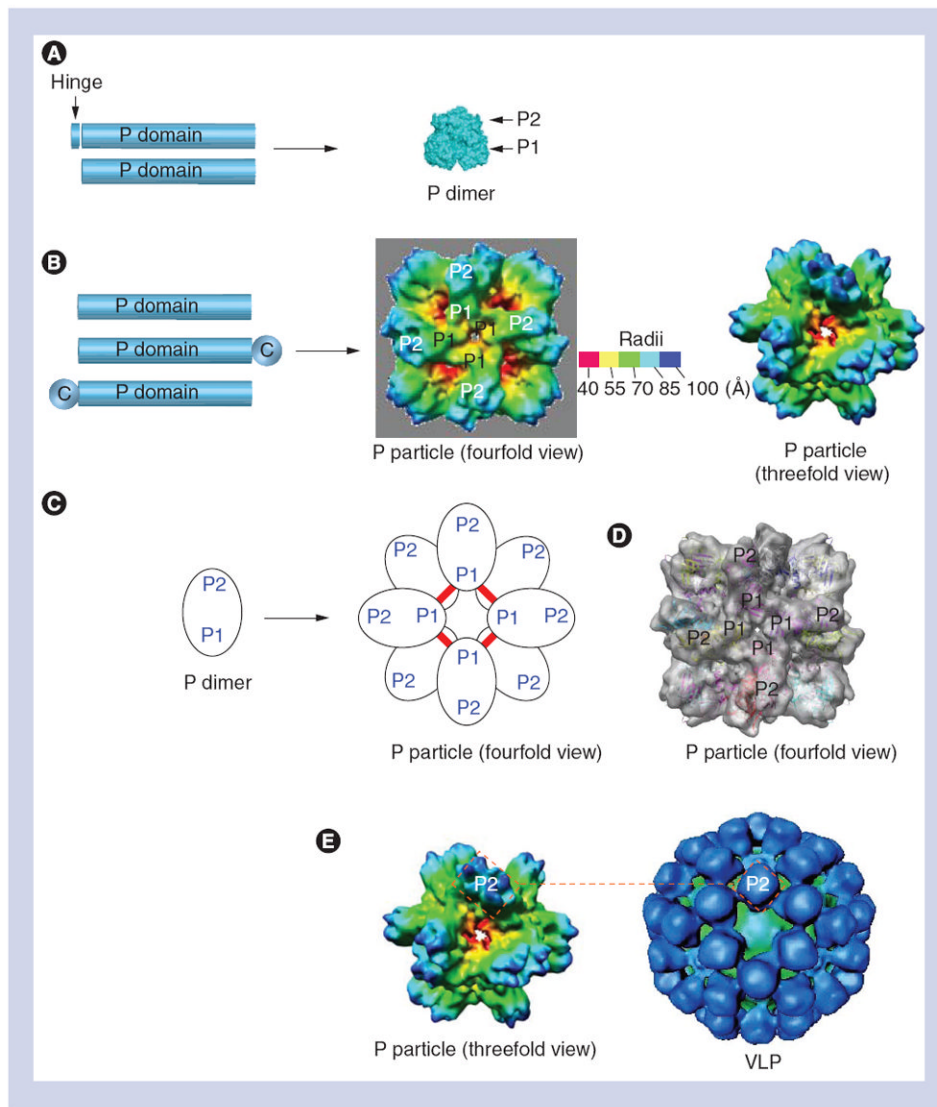 A
Hinge
P domain
P domain
P2
P1
P dimer
B
P domain
P domain
C
C
P domain
P2
P1
P1
P2
P2
P1
P1
P2
P particle (fourfold view)
Radii
40 55 70 85 100 (Å)
P particle
(threefold view)
C
P2
P1
P dimer
P2
P2
P2
P1
P2
P1
P1
P2
P1
P2
P2
P2
P particle (fourfold view)
D
P2
P1
P1
P2
P1
P2
P1
P2
P particle (fourfold view)
E
P2
P particle (threefold view)
P2
VLP